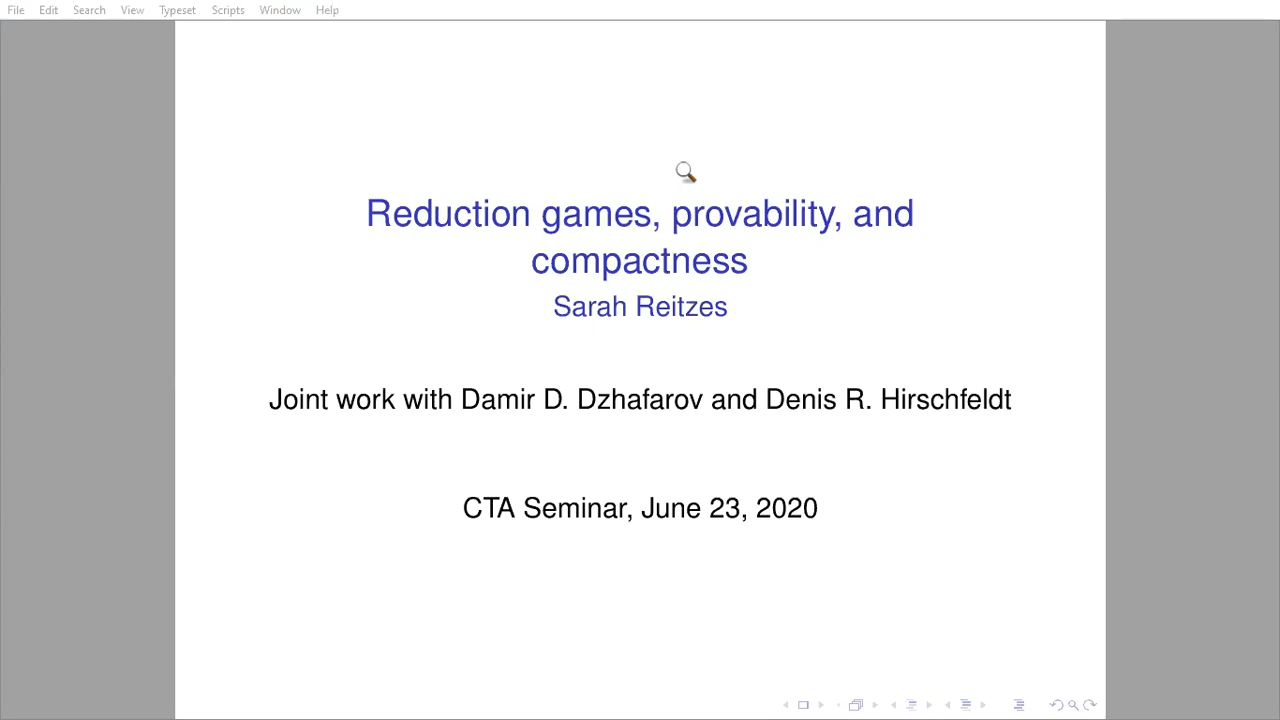 File Edit Search View Typeset Scripts Window Help
Reduction games, provability, and
compactness
Sarah Reitzes
Joint work with Damir D. Dzhafarov and Denis R. Hirschfeldt
CTA Seminar, June 23, 2020